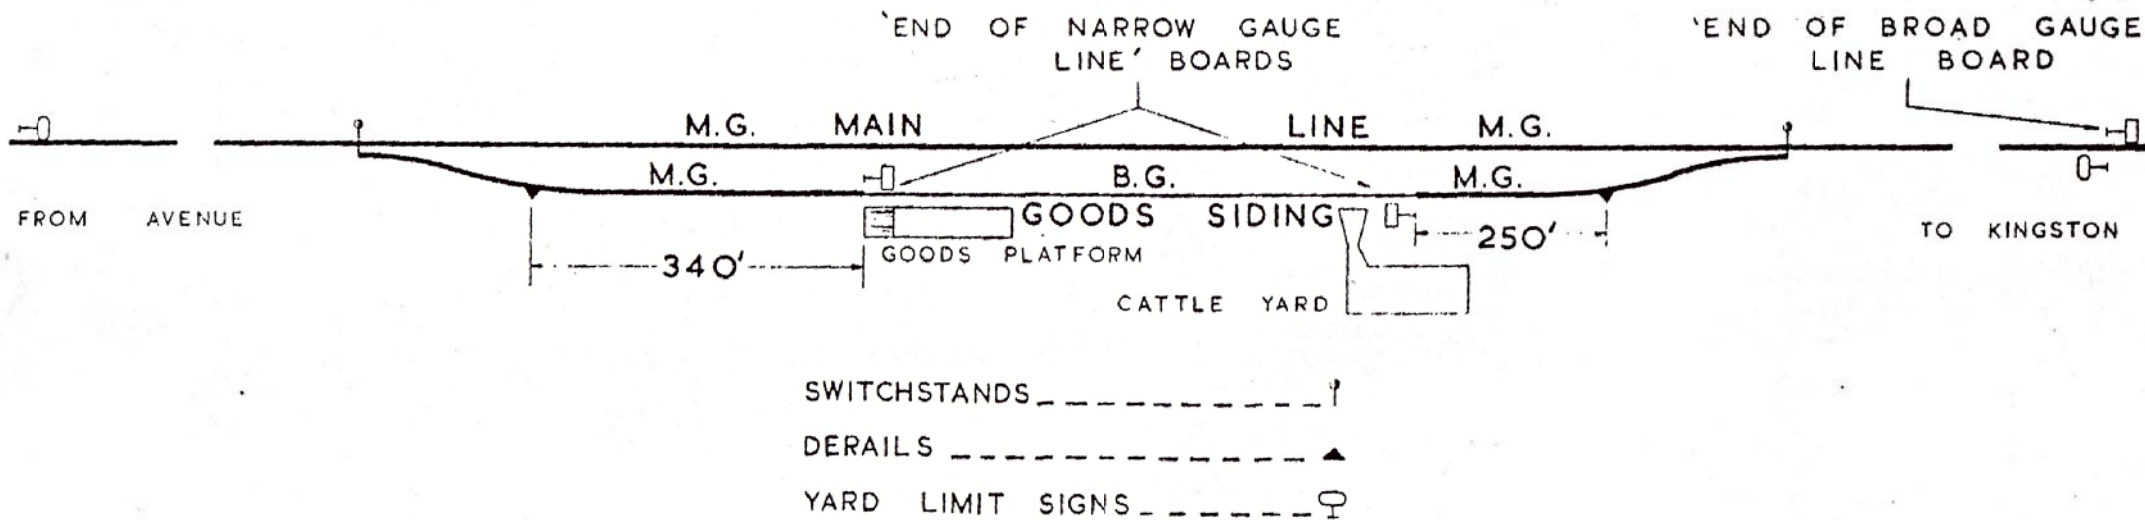 'END OF NARROW GAUGE
LINE' BOARDS
'END OF BROAD GAUGE
LINE BOARD
M.G. MAIN LINE M.G.
M.G. B.G. M.G.
FROM AVENUE
GOODS SIDING
TO KINGSTON
GOODS PLATFORM
340'
250'
CATTLE YARD
SWITCHSTANDS
DERAILS
YARD LIMIT SIGNS